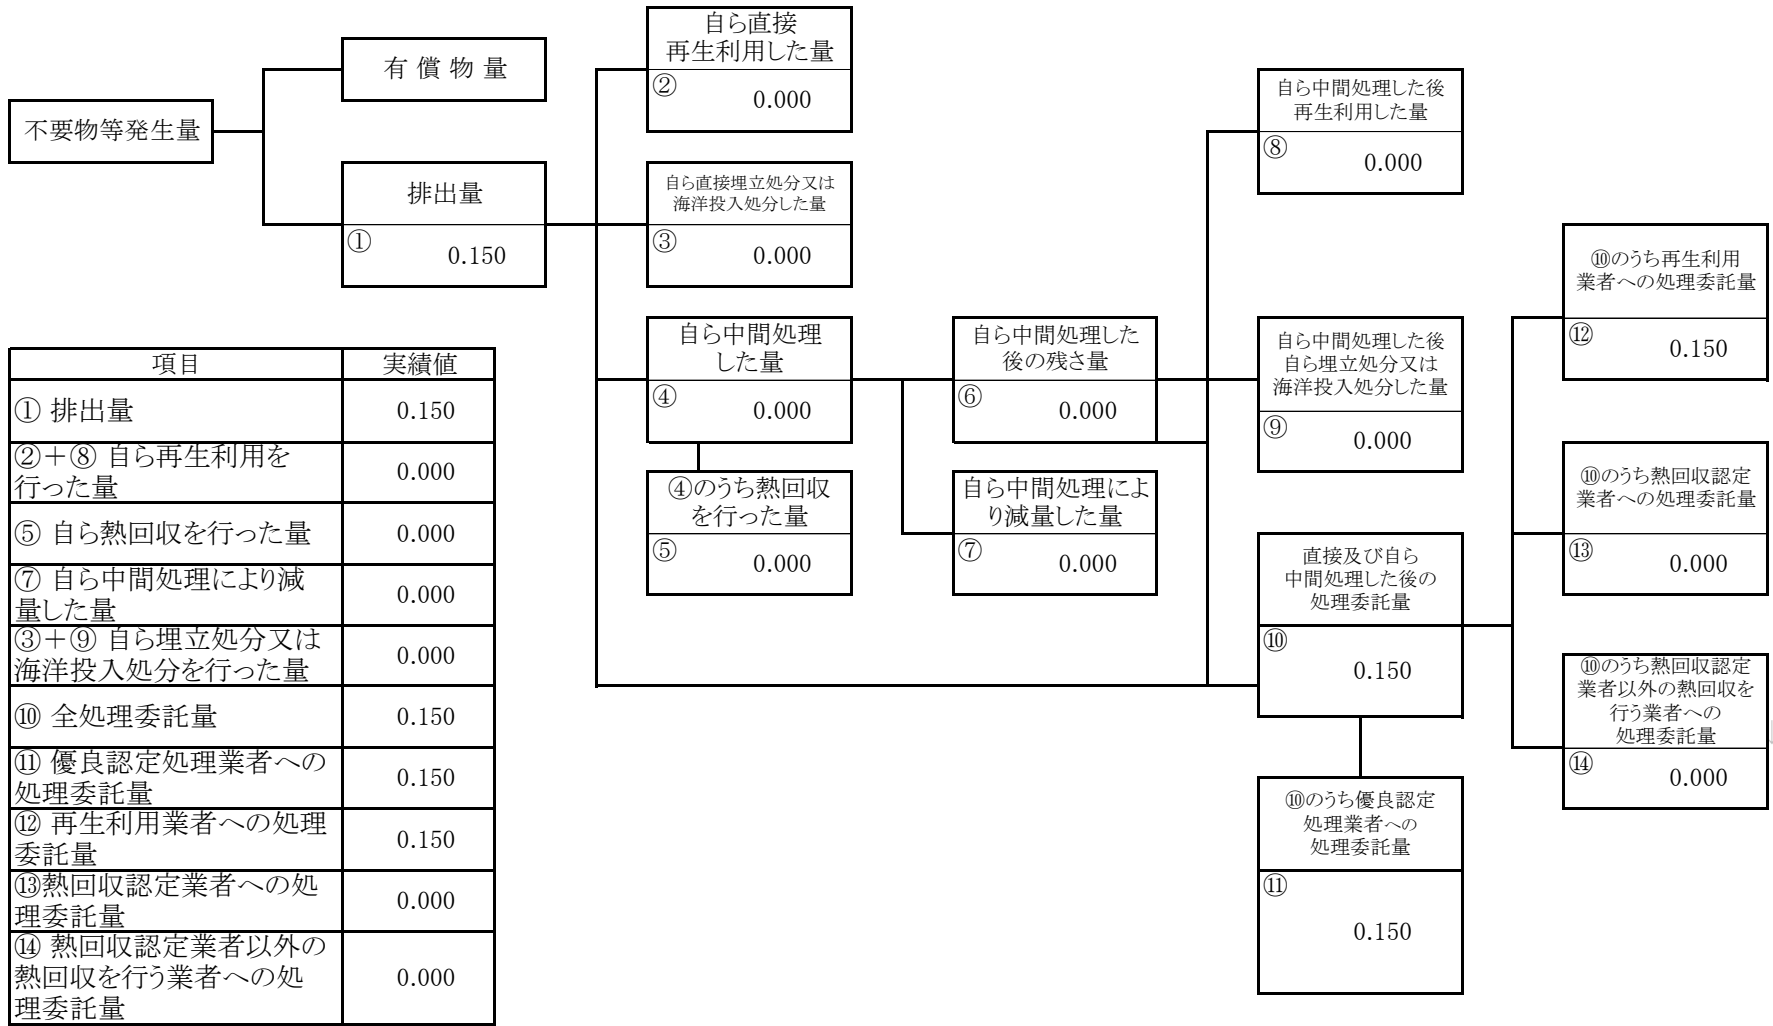 不要物等発生量
有 償 物 量
排出量
①
0.150
自ら直接
再生利用した量
②
0.000
自ら直接埋立処分又は
海洋投入処分した量
③
0.000
自ら中間処理
した量
④
0.000
④のうち熱回収
を行った量
⑤
0.000
自ら中間処理した
後の残さ量
⑥
0.000
自ら中間処理によ
り減量した量
⑦
0.000
自ら中間処理した後
再生利用した量
⑧
0.000
自ら中間処理した後
自ら埋立処分又は
海洋投入処分した量
⑨
0.000
直接及び自ら
中間処理した後の
処理委託量
⑩
0.150
⑩のうち優良認定
処理業者への
処理委託量
⑪
0.150
⑩のうち再生利用
業者への処理委託量
⑫
0.150
⑩のうち熱回収認定
業者への処理委託量
⑬
0.000
⑩のうち熱回収認定
業者以外の熱回収を
行う業者への
処理委託量
⑭
0.000
項目 実績値
① 排出量 0.150
②＋⑧ 自ら再生利用を
行った量 0.000
⑤ 自ら熱回収を行った量 0.000
⑦ 自ら中間処理により減
量した量 0.000
③＋⑨ 自ら埋立処分又は
海洋投入処分を行った量 0.000
⑩ 全処理委託量 0.150
⑪ 優良認定処理業者への
処理委託量 0.150
⑫ 再生利用業者への処理
委託量 0.150
⑬熱回収認定業者への処
理委託量 0.000
⑭ 熱回収認定業者以外の
熱回収を行う業者への処
理委託量 0.000